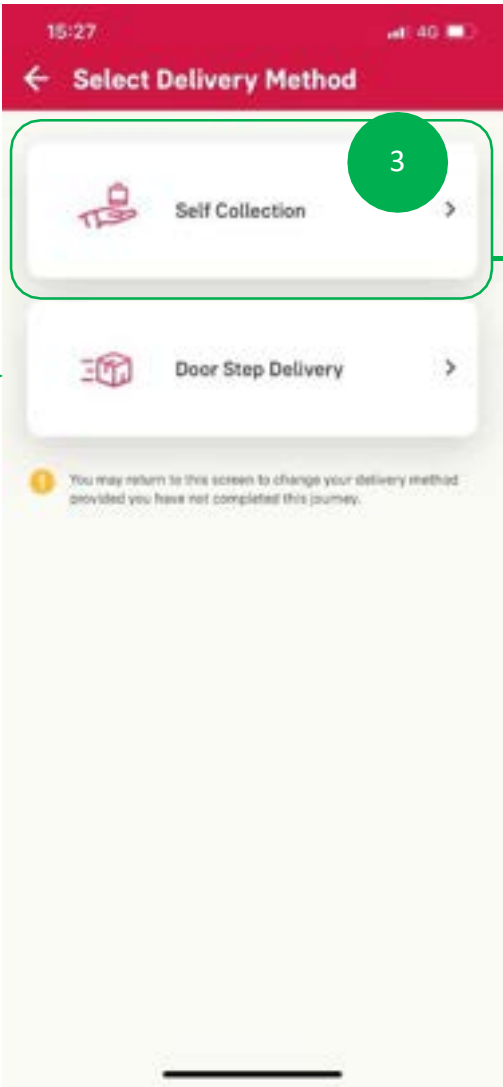 15:27
4G
Select Delivery Method
3
Self Collection
Door Step Delivery
You may return to this screen to change your delivery method
provided you have not completed this journey.